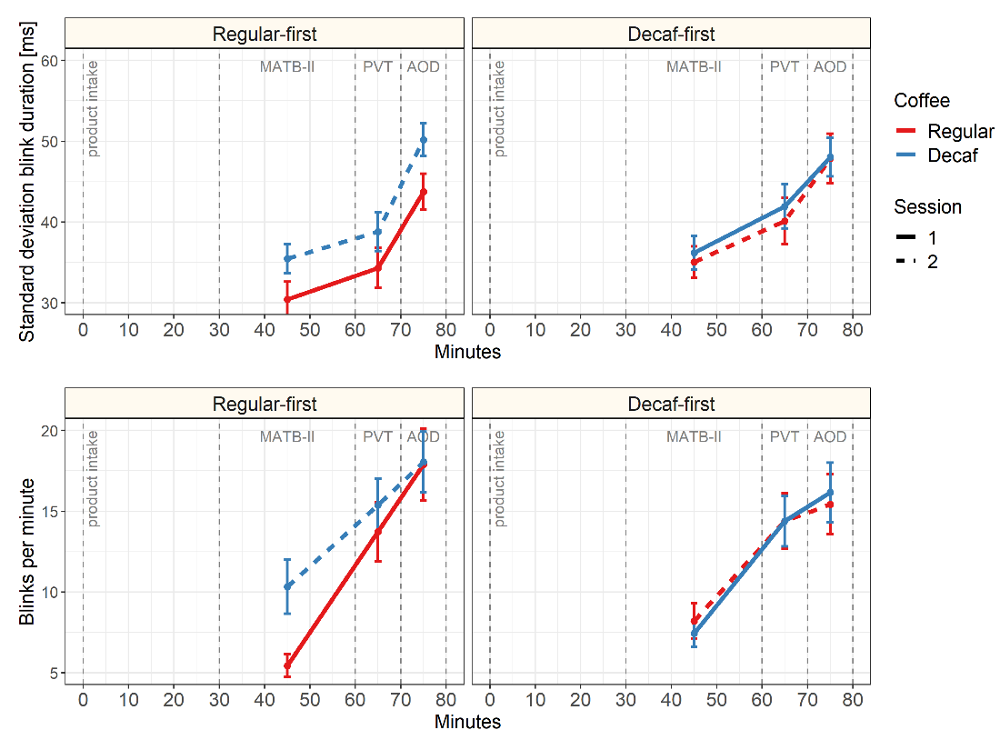 Regular-first
Decaf-first
Standard deviation blink duration [ms]
60
50
40
30
product intake
MATB-II
PVT
AOD
product intake
MATB-II
PVT
AOD
0 10 20 30 40 50 60 70 80
0 10 20 30 40 50 60 70 80
Minutes
Coffee
Regular
Decaf
Session
1
2
Regular-first
Decaf-first
Blinks per minute
20
15
10
5
product intake
MATB-II
PVT
AOD
product intake
MATB-II
PVT
AOD
0 10 20 30 40 50 60 70 80
0 10 20 30 40 50 60 70 80
Minutes